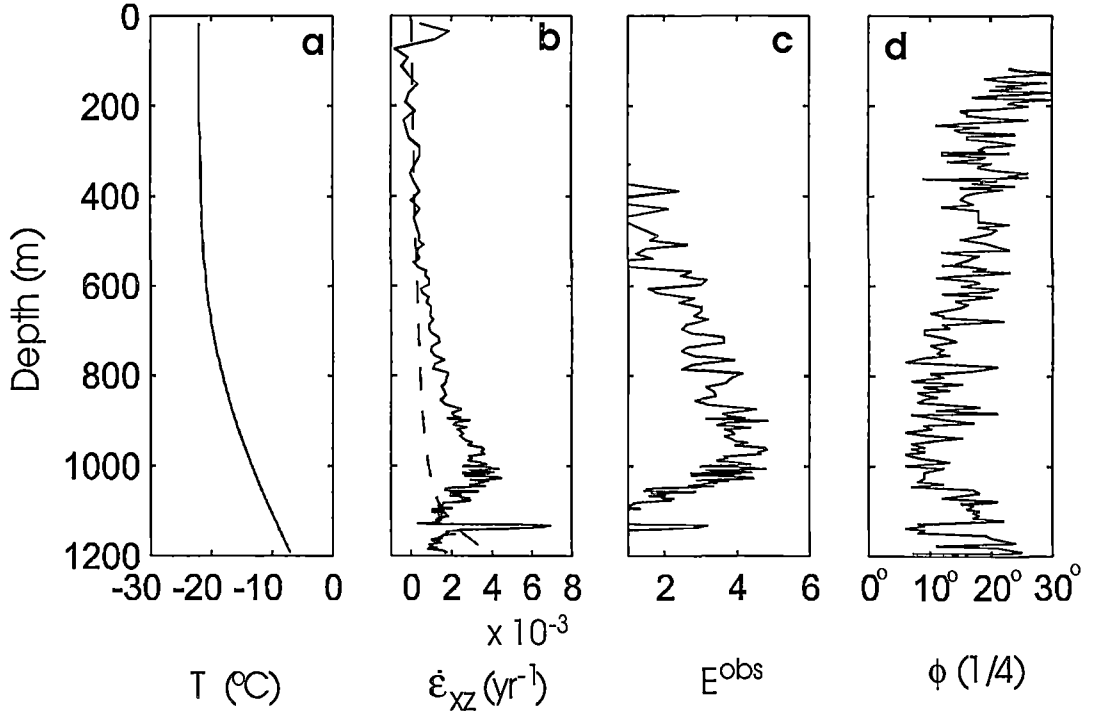 a b c d
Depth (m)
0
200
400
600
800
1000
1200
-30 -20 -10 0
0 2 4 6 8
2 4 6
0° 10° 20° 30°
x 10⁻³
T (°C)
ε̇xz (yr⁻¹)
E^obs
ϕ (1/4)